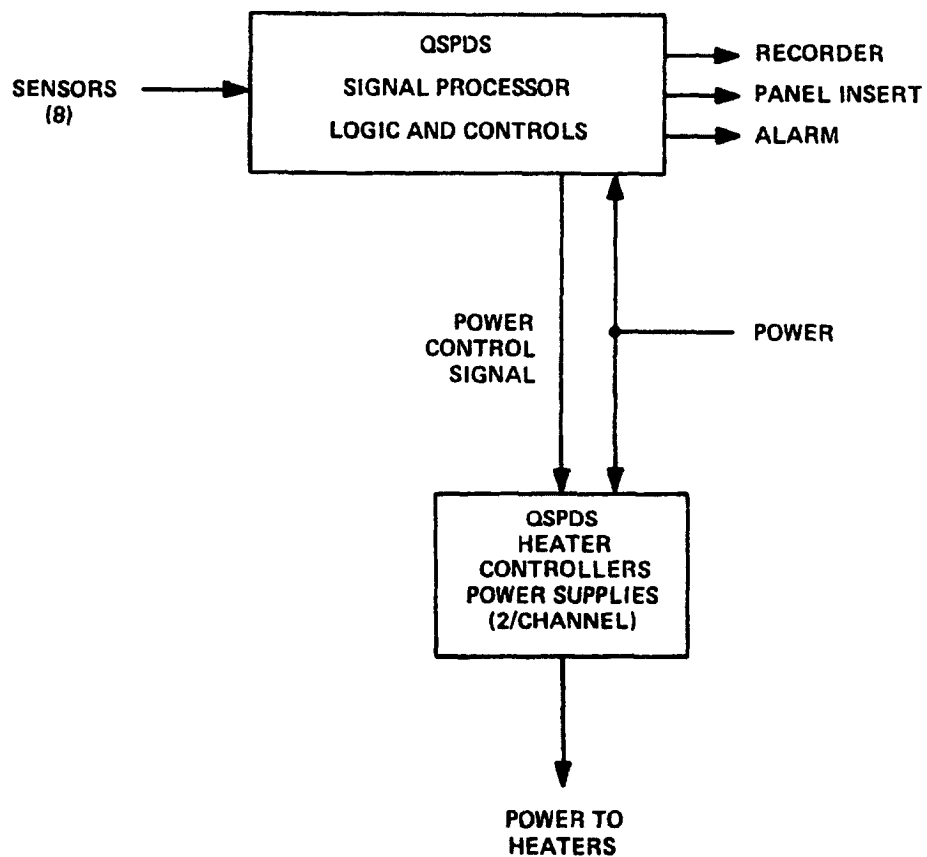 QSPDS
SIGNAL PROCESSOR
LOGIC AND CONTROLS
SENSORS
(8)
RECORDER
PANEL INSERT
ALARM
POWER
CONTROL
SIGNAL
POWER
QSPDS
HEATER
CONTROLLERS
POWER SUPPLIES
(2/CHANNEL)
POWER TO
HEATERS